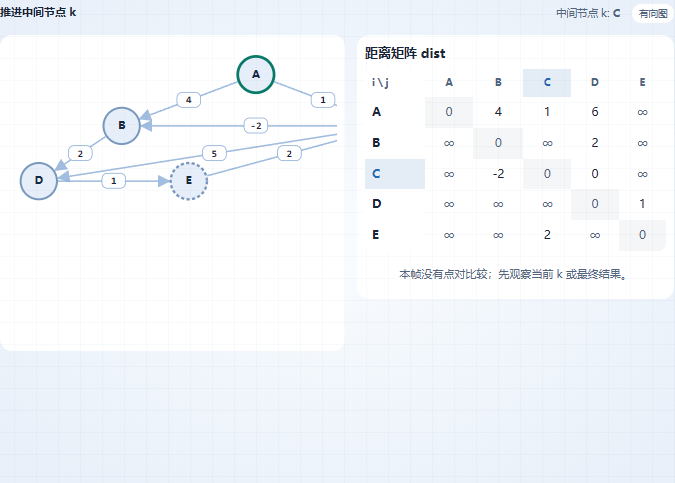 推进中间节点 k
中间节点 k: C
有向图
A
4
1
B
-2
2
5
2
D
1
E
距离矩阵 dist
i\j A B C D E
A 0 4 1 6 ∞
B ∞ 0 ∞ 2 ∞
C ∞ -2 0 0 ∞
D ∞ ∞ ∞ 0 1
E ∞ ∞ 2 ∞ 0
本帧没有点对比较；先观察当前 k 或最终结果。